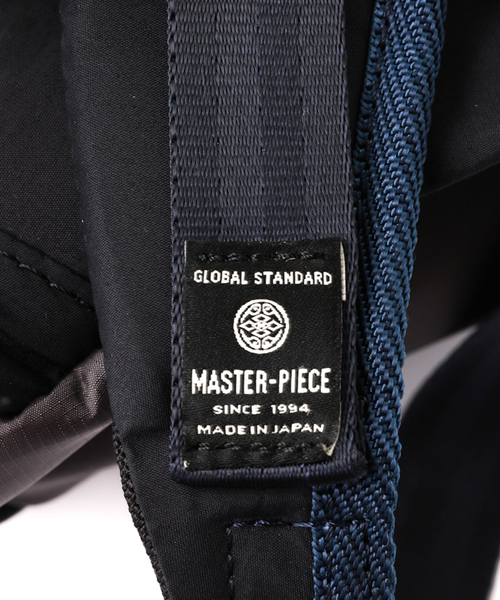 GLOBAL STANDARD
MASTER-PIECE
SINCE 1994
MADE IN JAPAN